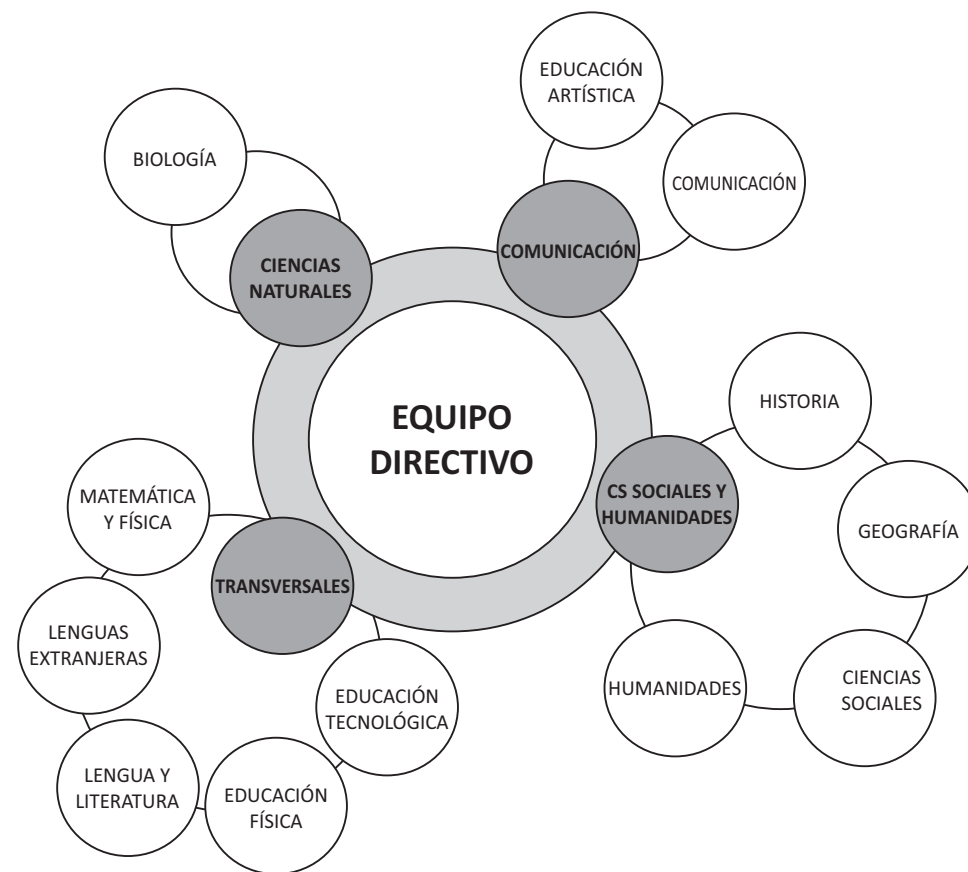 EDUCACIÓN
ARTÍSTICA
BIOLOGÍA
COMUNICACIÓN
CIENCIAS
NATURALES
COMUNICACIÓN
EQUIPO
DIRECTIVO
HISTORIA
CS SOCIALES Y
HUMANIDADES
GEOGRAFÍA
MATEMÁTICA
Y FÍSICA
TRANSVERSALES
LENGUAS
EXTRANJERAS
HUMANIDADES
CIENCIAS
SOCIALES
EDUCACIÓN
TECNOLÓGICA
LENGUA Y
LITERATURA
EDUCACIÓN
FÍSICA